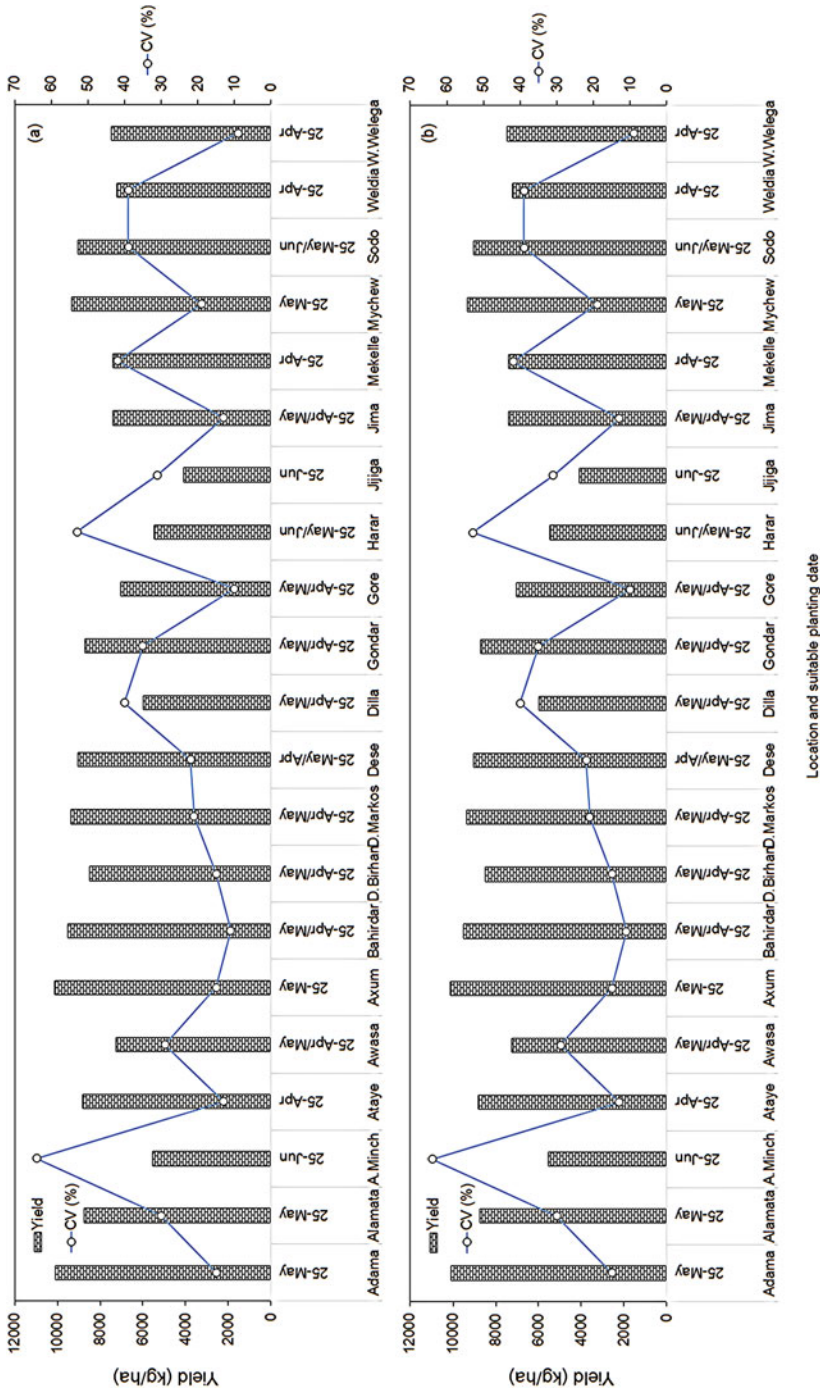 (a)
Yield
CV (%)
Yield (kg/ha)
12000
10000
8000
6000
4000
2000
0
CV (%)
70
60
50
40
30
20
10
0
25-May
25-May
25-Jun
25-Apr
25-Apr/May
25-May
25-Apr/May
25-Apr/May
25-Apr/May
25-May/Apr
25-Apr/May
25-Apr/May
25-Apr/May
25-May/Jun
25-Jun
25-Apr/May
25-Apr
25-May
25-May/Jun
25-Apr
25-Apr
Adama Alamata A.Minch Ataye Awasa Axum Bahirdar D. Birhan D.Markos Dese Dilla Gondar Gore Harar Jijiga Jima Mekelle Mychew Sodo Weldia W.Welega
(b)
Yield
CV (%)
Yield (kg/ha)
12000
10000
8000
6000
4000
2000
0
CV (%)
70
60
50
40
30
20
10
0
25-May
25-May
25-Jun
25-Apr
25-Apr/May
25-May
25-Apr/May
25-Apr/May
25-Apr/May
25-May/Apr
25-Apr/May
25-Apr/May
25-Apr/May
25-May/Jun
25-Jun
25-Apr/May
25-Apr
25-May
25-May/Jun
25-Apr
25-Apr
Adama Alamata A.Minch Ataye Awasa Axum Bahirdar D. Birhan D.Markos Dese Dilla Gondar Gore Harar Jijiga Jima Mekelle Mychew Sodo Weldia W.Welega
Location and suitable planting date